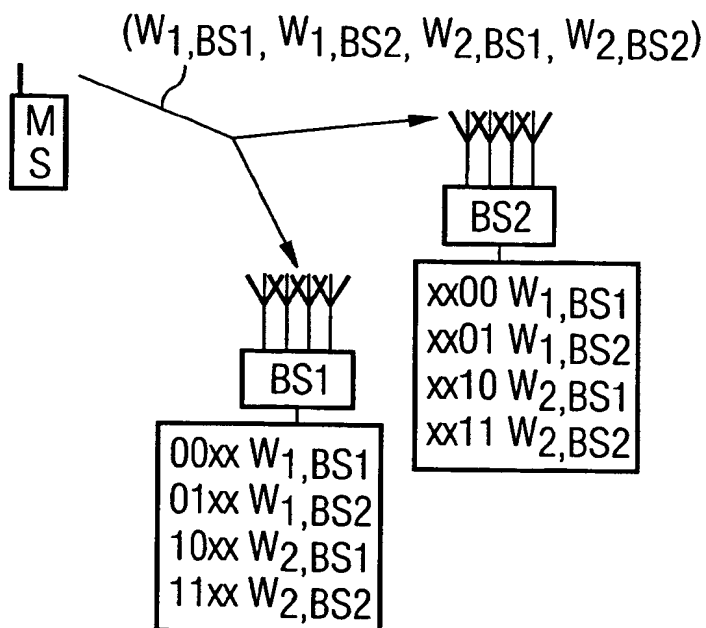 (W1,BS1, W1,BS2, W2,BS1, W2,BS2)
M
S
BS2
xx00 W1,BS1
xx01 W1,BS2
xx10 W2,BS1
xx11 W2,BS2
BS1
00xx W1,BS1
01xx W1,BS2
10xx W2,BS1
11xx W2,BS2